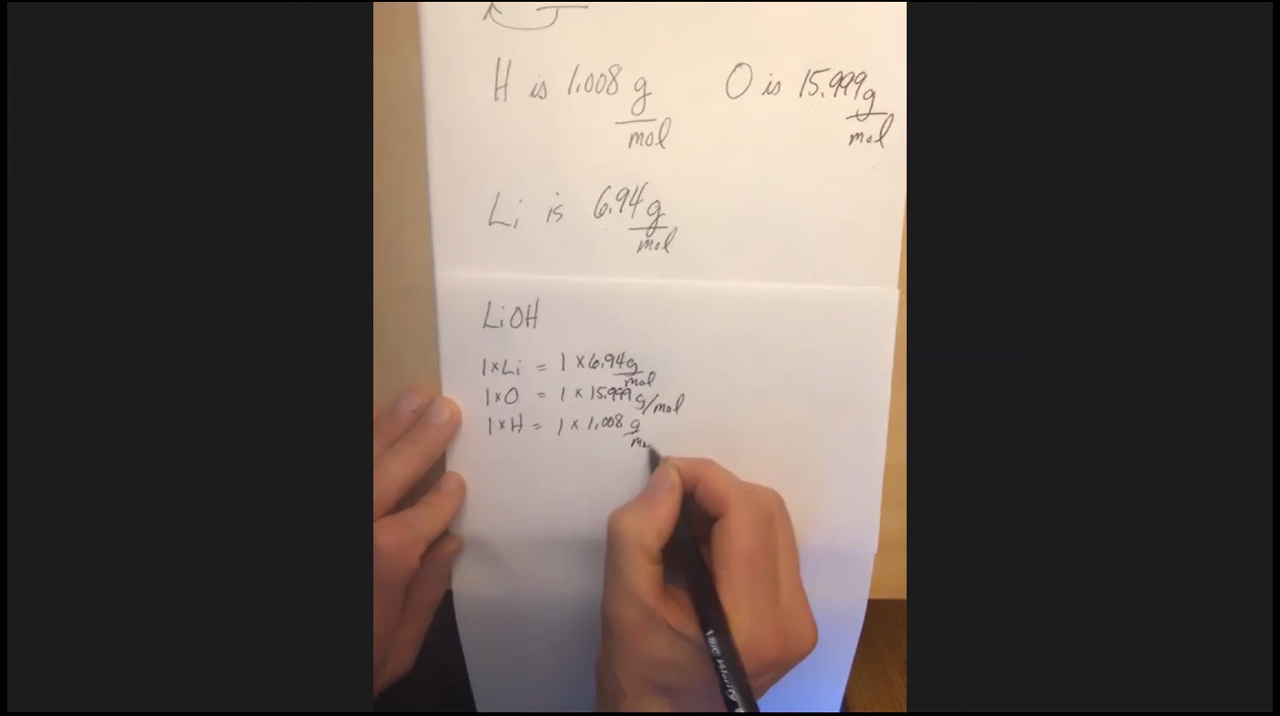 H is 1.008 g/mol O is 15.999 g/mol
Li is 6.94 g/mol
LiOH
1×Li = 1 × 6.94 g/mol
1×O = 1 × 15.999 g/mol
1×H = 1 × 1.008 g